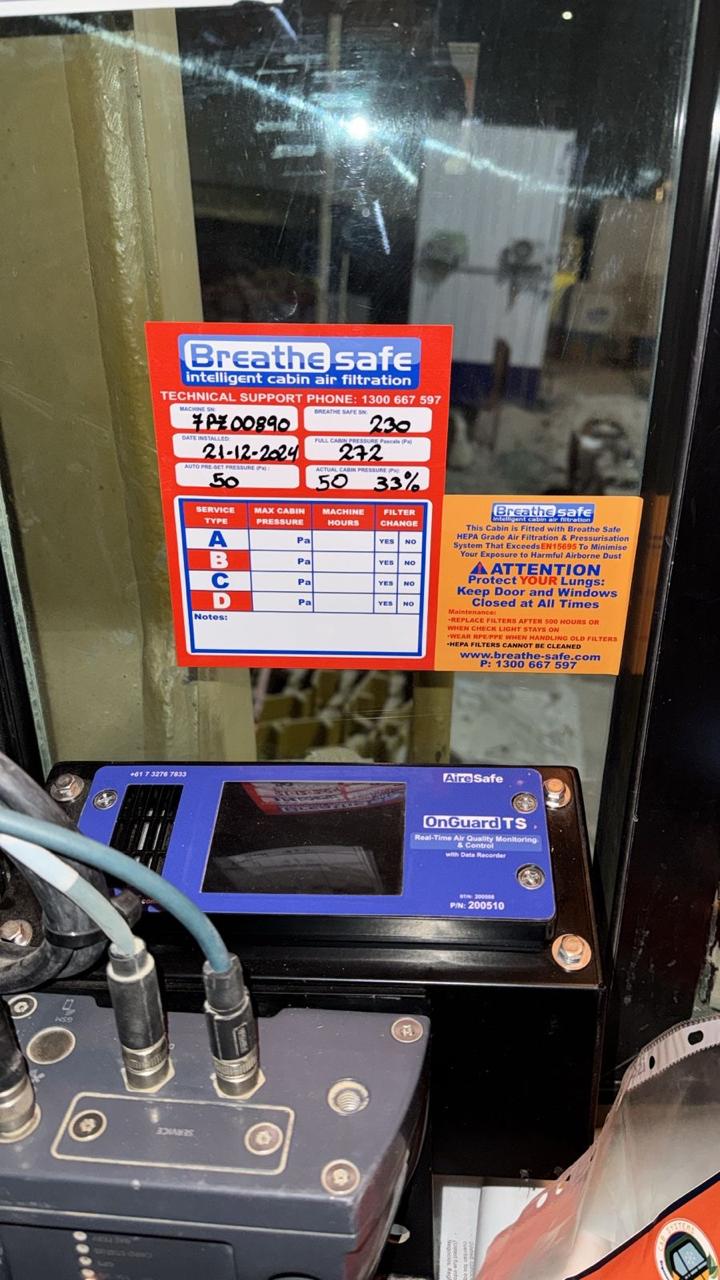 Breathe safe
intelligent cabin air filtration
TECHNICAL SUPPORT PHONE: 1300 667 597
MACHINE SN: 7PZ00890
BREATHE SAFE SN: 230
DATE INSTALLED: 21-12-2024
FULL CABIN PRESSURE Pascals (Pa) 272
AUTO PRE-SET PRESSURE (Pa): 50
ACTUAL CABIN PRESSURE (Pa): 50 33%
SERVICE TYPE MAX CABIN PRESSURE MACHINE HOURS FILTER CHANGE
A Pa YES NO
B Pa YES NO
C Pa YES NO
D Pa YES NO
Notes:
Breathe safe
intelligent cabin air filtration
This Cabin is Fitted with Breathe Safe
HEPA Grade Air Filtration & Pressurisation
System That Exceeds EN15695 To Minimise
Your Exposure to Harmful Airborne Dust
ATTENTION
Protect YOUR Lungs:
Keep Door and Windows
Closed at All Times
Maintenance:
•REPLACE FILTERS AFTER 500 HOURS OR
WHEN CHECK LIGHT STAYS ON
•WEAR RPE/PPE WHEN HANDLING OLD FILTERS
•HEPA FILTERS CANNOT BE CLEANED
www.breathe-safe.com
P: 1300 667 597
+61 7 3276 7833
AireSafe
OnGuard TS
Real-Time Air Quality Monitoring
& Control
with Data Recorder
P/N: 200510
GSM
SERVICE